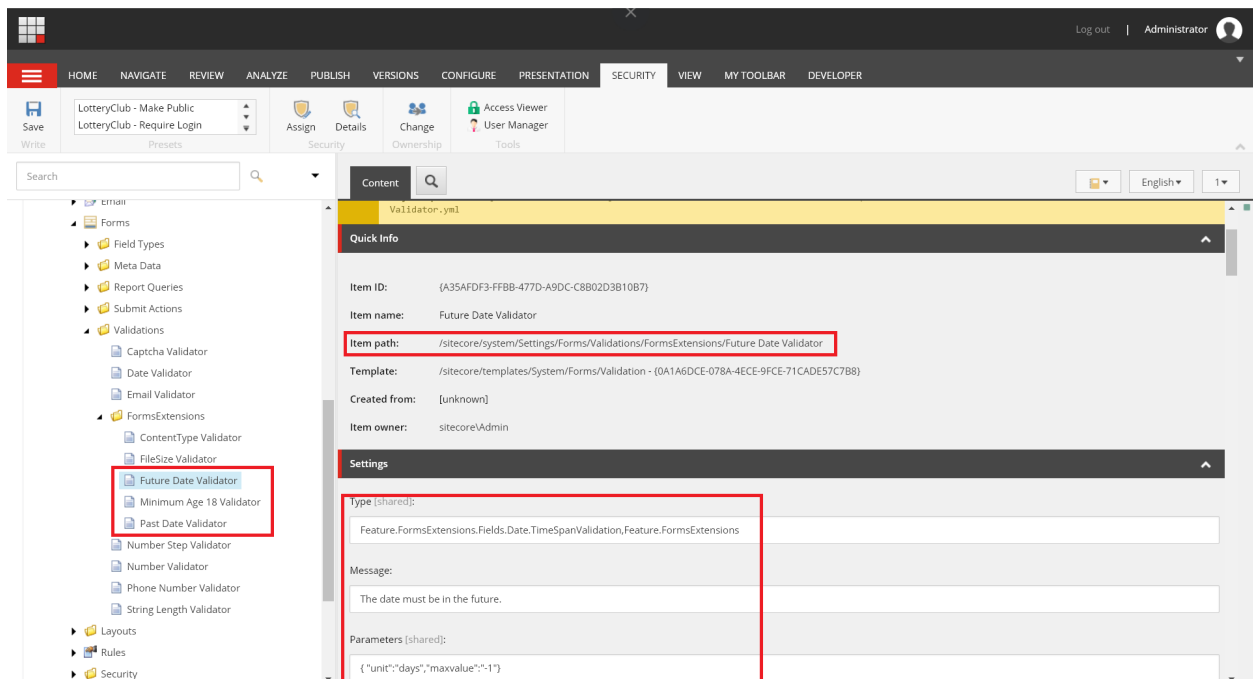 Log out | Administrator
HOME NAVIGATE REVIEW ANALYZE PUBLISH VERSIONS CONFIGURE PRESENTATION SECURITY VIEW MY TOOLBAR DEVELOPER
LotteryClub - Make Public
LotteryClub - Require Login
Save
Assign
Details
Change
Access Viewer
User Manager
Write
Presets
Security
Ownership
Tools
Search
Content
English
1
Email
Forms
Field Types
Meta Data
Report Queries
Submit Actions
Validations
Captcha Validator
Date Validator
Email Validator
FormsExtensions
ContentType Validator
FileSize Validator
Future Date Validator
Minimum Age 18 Validator
Past Date Validator
Number Step Validator
Number Validator
Phone Number Validator
String Length Validator
Layouts
Rules
Security
Validator.yml
Quick Info
Item ID: {A35AFDF3-FFBB-477D-A9DC-C8B02D3B10B7}
Item name: Future Date Validator
Item path: /sitecore/system/Settings/Forms/Validations/FormsExtensions/Future Date Validator
Template: /sitecore/templates/System/Forms/Validation - {0A1A6DCE-078A-4ECE-9FCE-71CADE57C7B8}
Created from: [unknown]
Item owner: sitecore\Admin
Settings
Type [shared]:
Feature.FormsExtensions.Fields.Date.TimeSpanValidation,Feature.FormsExtensions
Message:
The date must be in the future.
Parameters [shared]:
{ "unit":"days","maxvalue":"-1"}